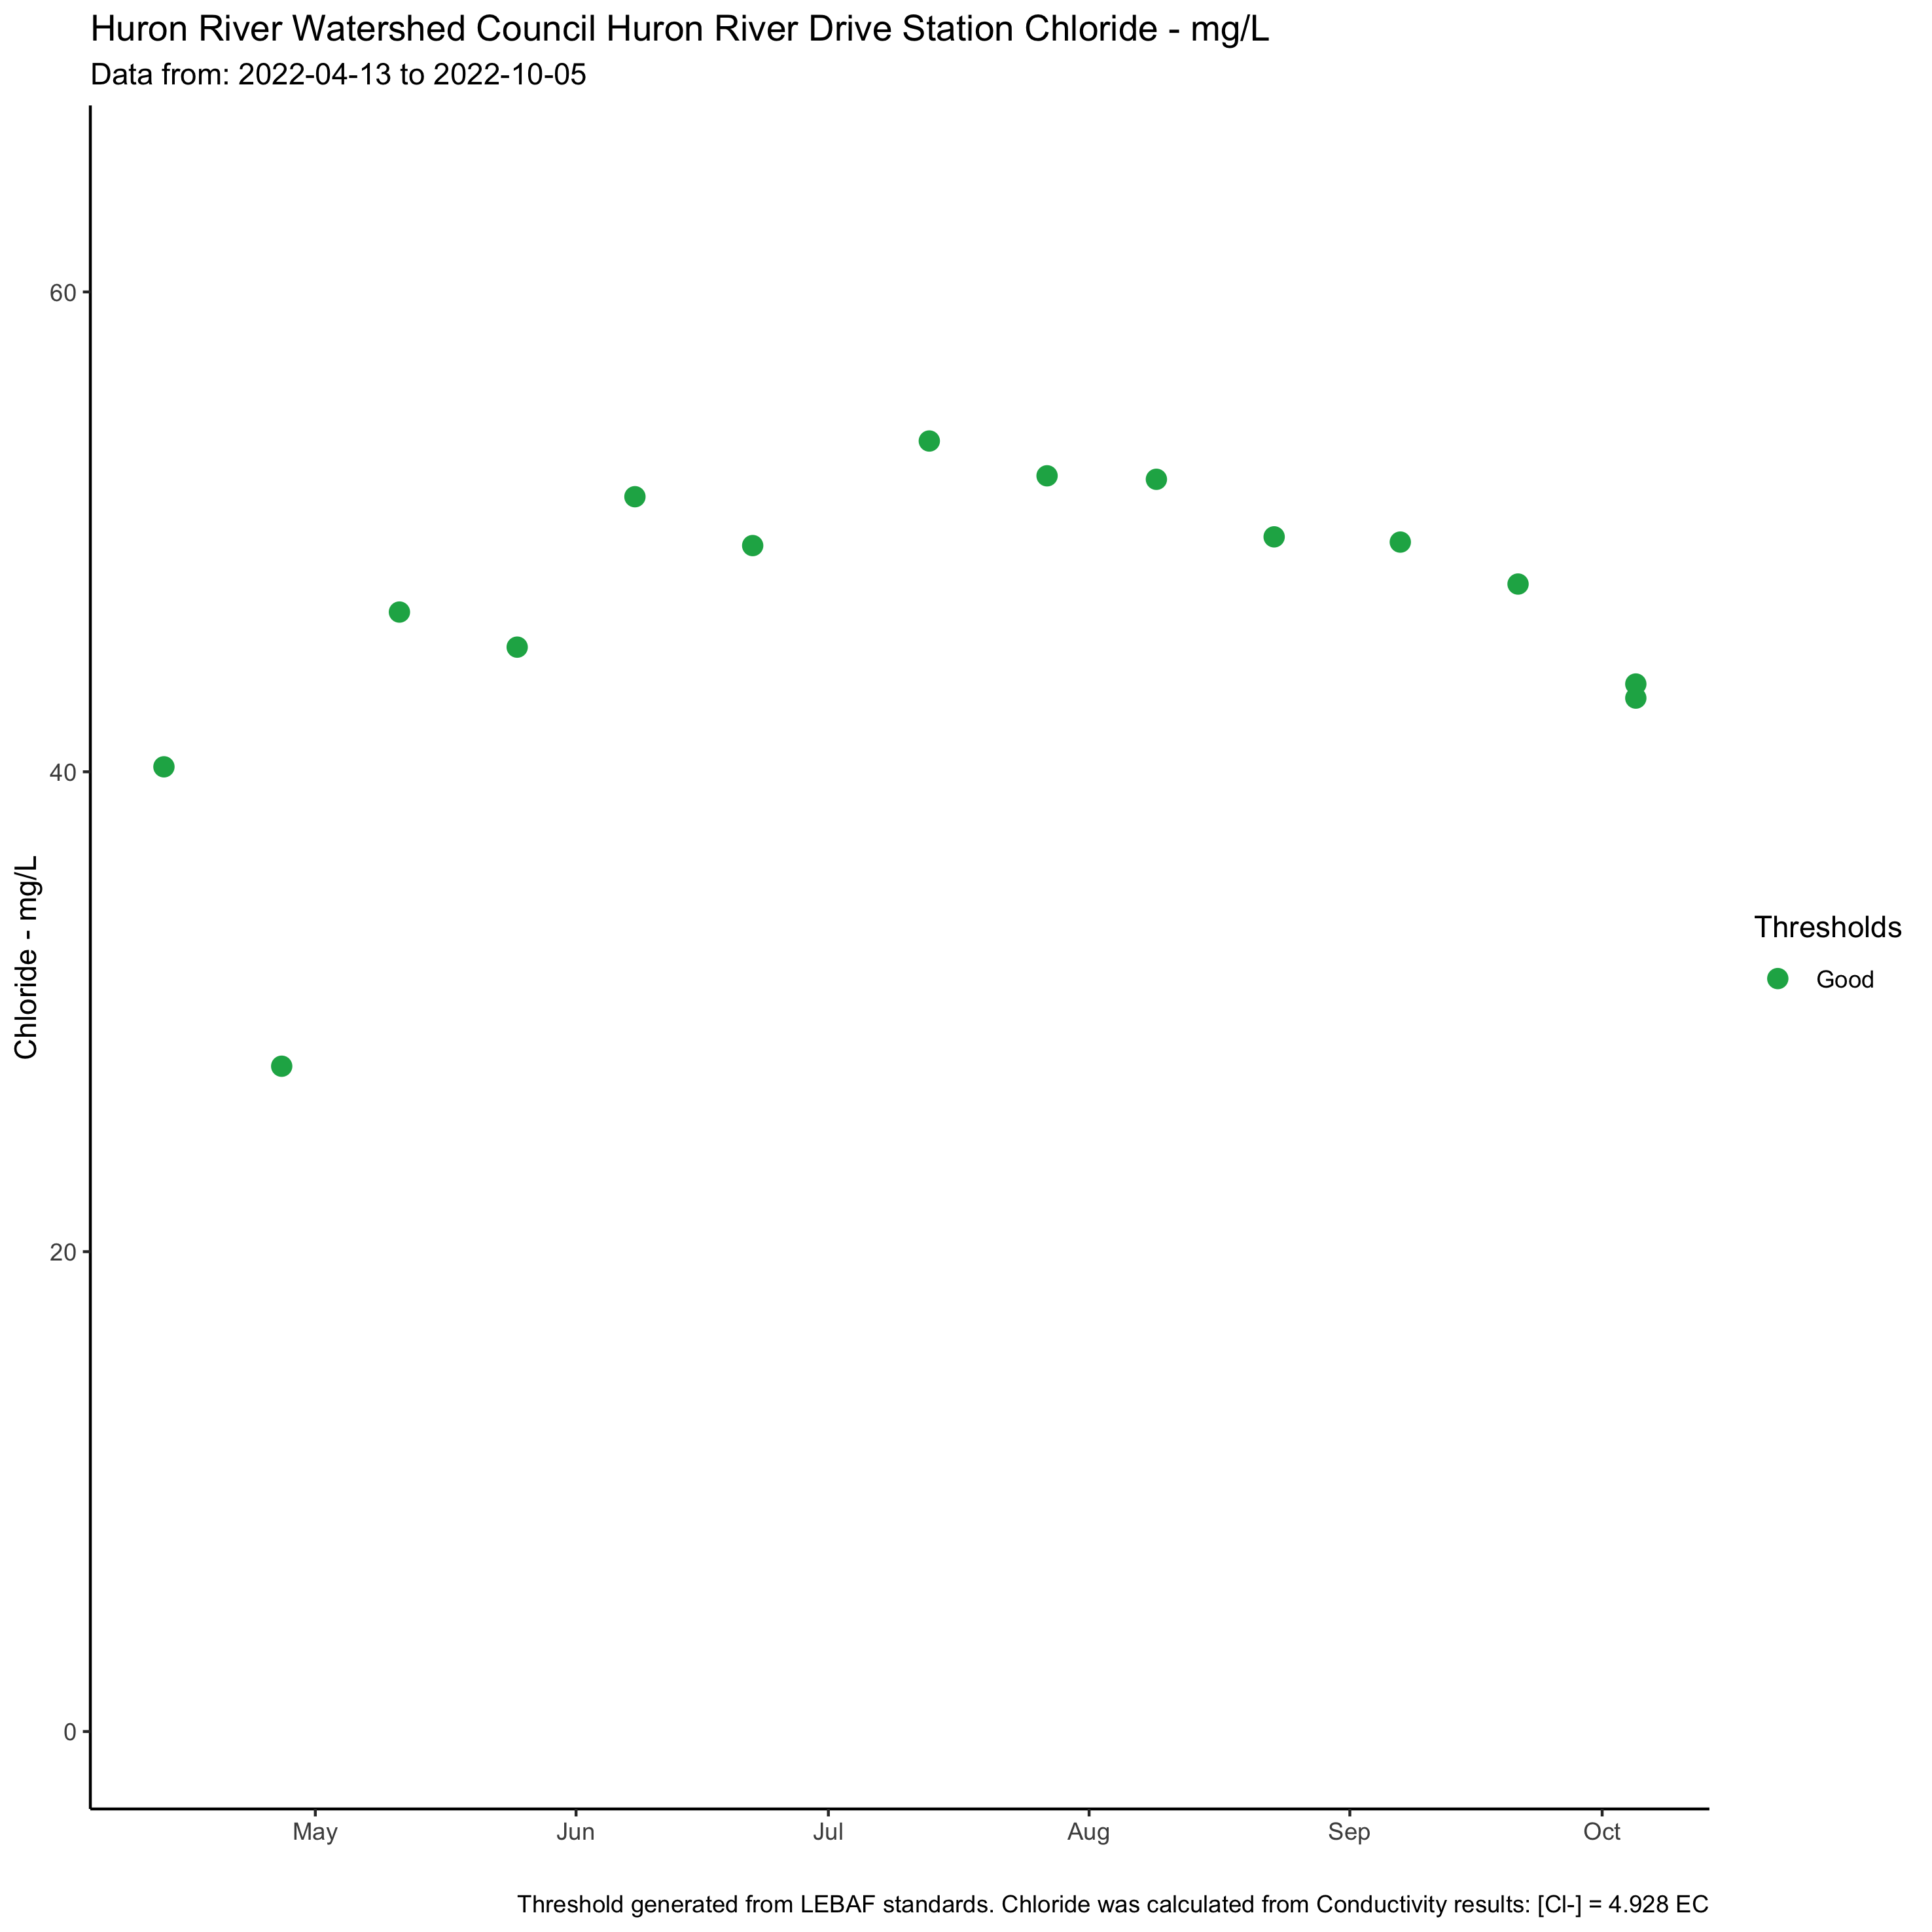 Huron River Watershed Council Huron River Drive Station Chloride - mg/L
Data from: 2022-04-13 to 2022-10-05
60
40
20
0
Chloride - mg/L
May Jun Jul Aug Sep Oct
Thresholds
Good
Threshold generated from LEBAF standards. Chloride was calculated from Conductivity results: [Cl-] = 4.928 EC